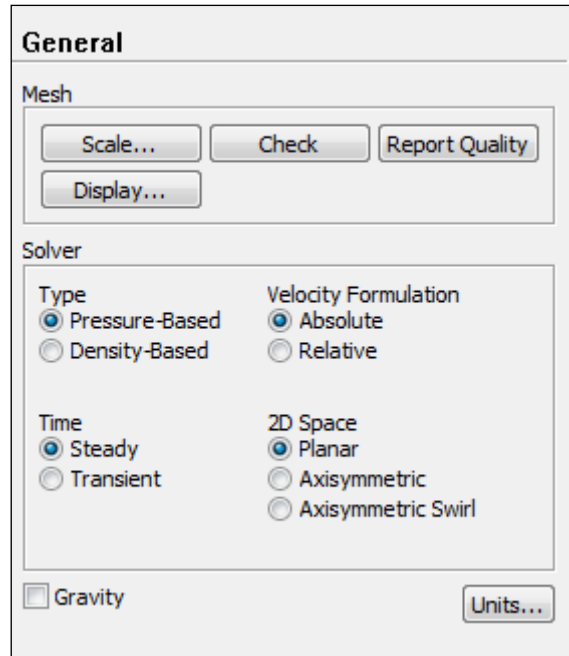 General
Mesh
Scale... Check Report Quality
Display...
Solver
Type Velocity Formulation
Pressure-Based Absolute
Density-Based Relative
Time 2D Space
Steady Planar
Transient Axisymmetric
Axisymmetric Swirl
Gravity
Units...